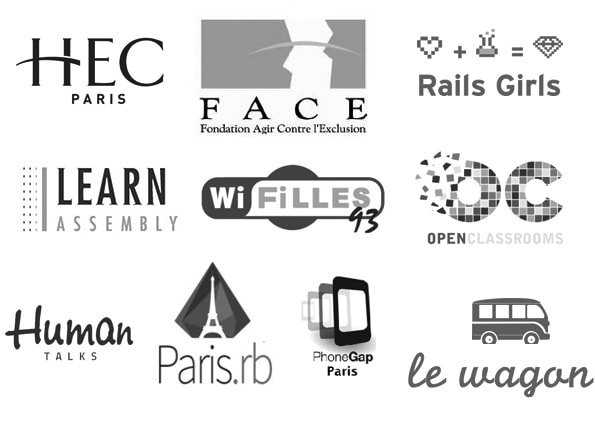 HEC
PARIS
FACE
Fondation Agir Contre l'Exclusion
+ =
Rails Girls
LEARN
ASSEMBLY
Wi FiLLES
93
OC
OPENCLASSROOMS
Human
TALKS
Paris.rb
PhoneGap
Paris
le wagon